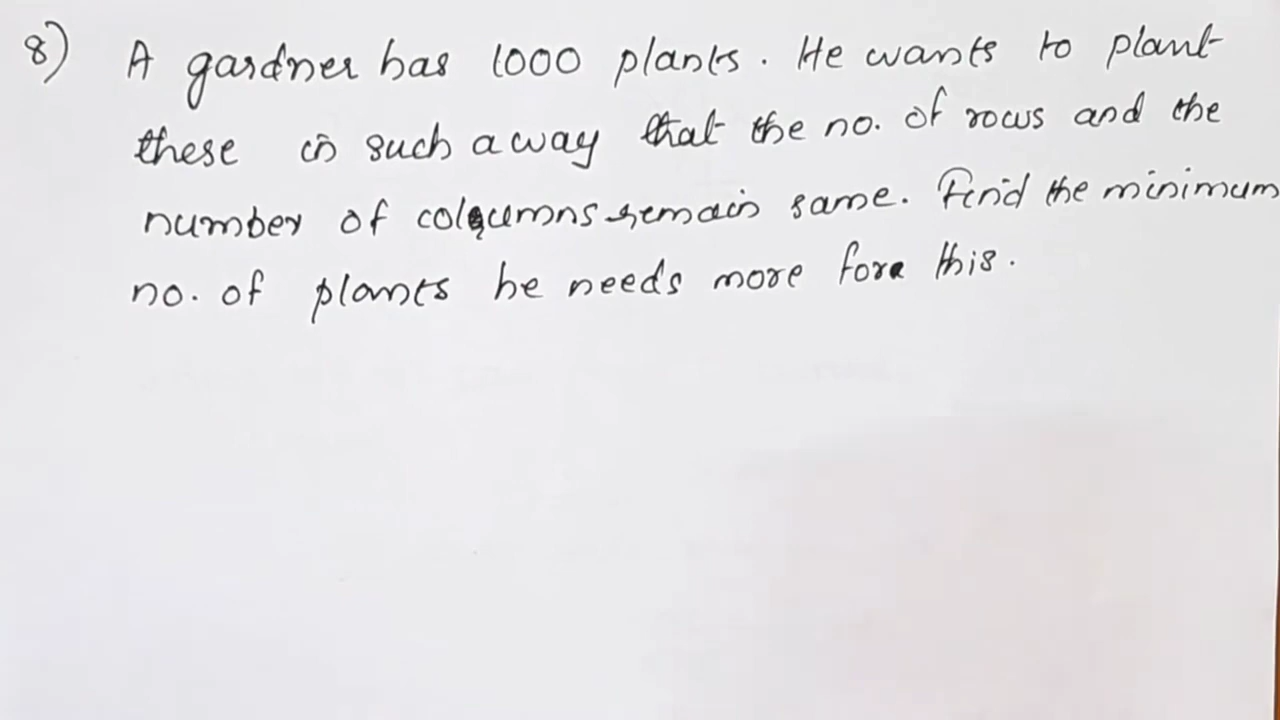 8) A gardner has 1000 plants. He wants to plant
these in such a way that the no. of rows and the
number of columns remain same. Find the minimum
no. of plants he needs more fore this.